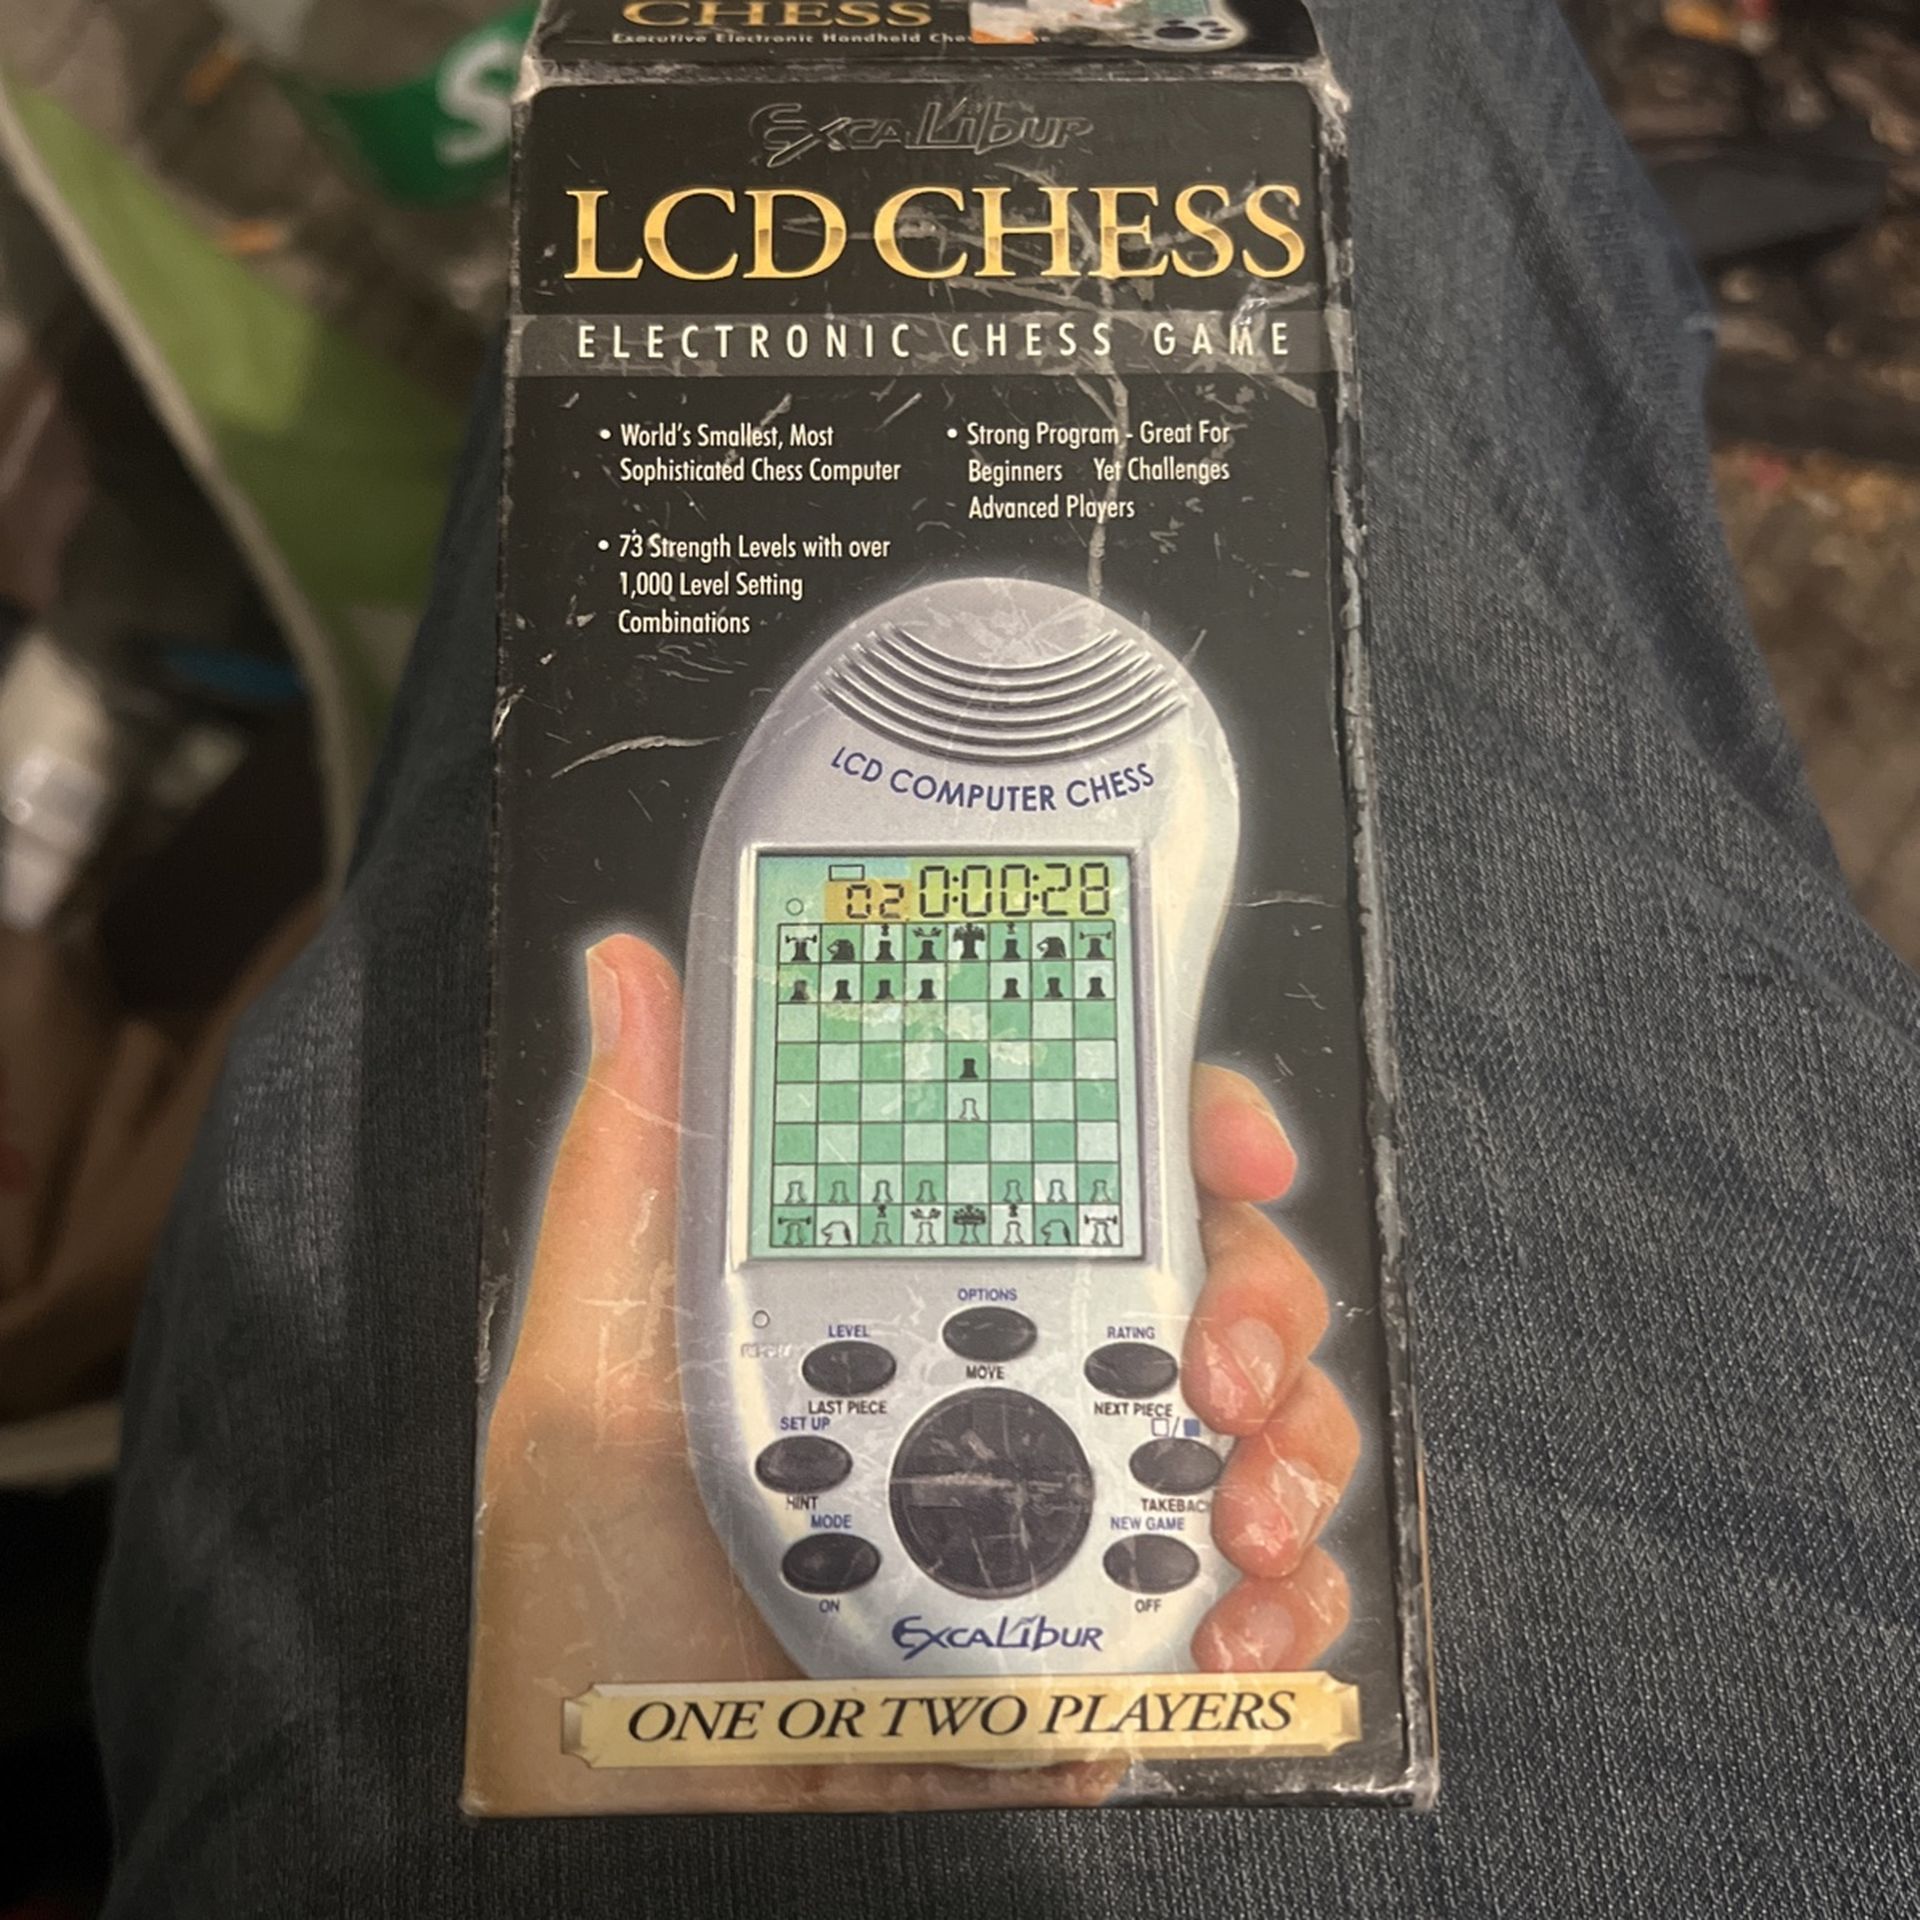 CHESS
Executive Electronic Handheld
Excalibur
LCD CHESS
ELECTRONIC CHESS GAME
• World's Smallest, Most
Sophisticated Chess Computer
• 73 Strength Levels with over
1,000 Level Setting
Combinations
• Strong Program - Great For
Beginners Yet Challenges
Advanced Players
LCD COMPUTER CHESS
02 0:00:28
OPTIONS
LEVEL
RATING
MOVE
LAST PIECE
NEXT PIECE
SET UP
□/■
HINT
TAKEBAC
MODE
NEW GAME
ON
OFF
Excalibur
ONE OR TWO PLAYERS
S